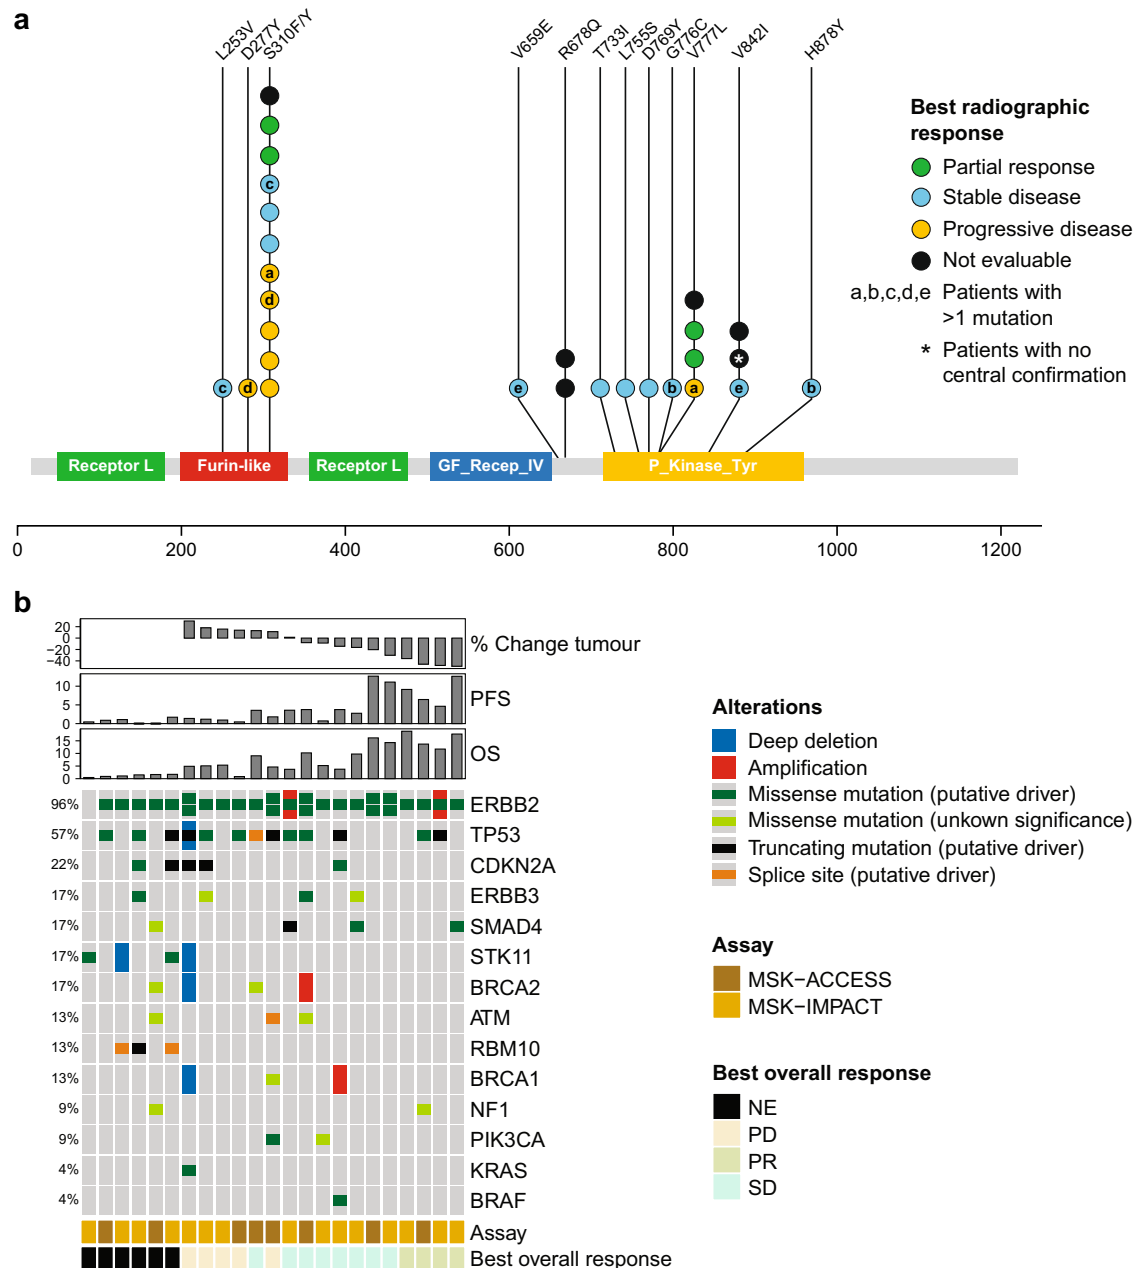 a
L253V
D277Y
S310F/Y
V659E
R678Q
T733I
L755S
D769Y
G776C
V777L
V842I
H878Y
Best radiographic
response
Partial response
Stable disease
Progressive disease
Not evaluable
a,b,c,d,e Patients with
>1 mutation
* Patients with no
central confirmation
c
a
d
*
c
d
e
b
a
e
b
Receptor L
Furin-like
Receptor L
GF_Recep_IV
P_Kinase_Tyr
0
200
400
600
800
1000
1200
b
20
0
−20
−40
% Change tumour
10
5
0
PFS
15
10
5
0
OS
96% ERBB2
57% TP53
22% CDKN2A
17% ERBB3
17% SMAD4
17% STK11
17% BRCA2
13% ATM
13% RBM10
13% BRCA1
9% NF1
9% PIK3CA
4% KRAS
4% BRAF
Assay
Best overall response
Alterations
Deep deletion
Amplification
Missense mutation (putative driver)
Missense mutation (unkown significance)
Truncating mutation (putative driver)
Splice site (putative driver)
Assay
MSK−ACCESS
MSK−IMPACT
Best overall response
NE
PD
PR
SD